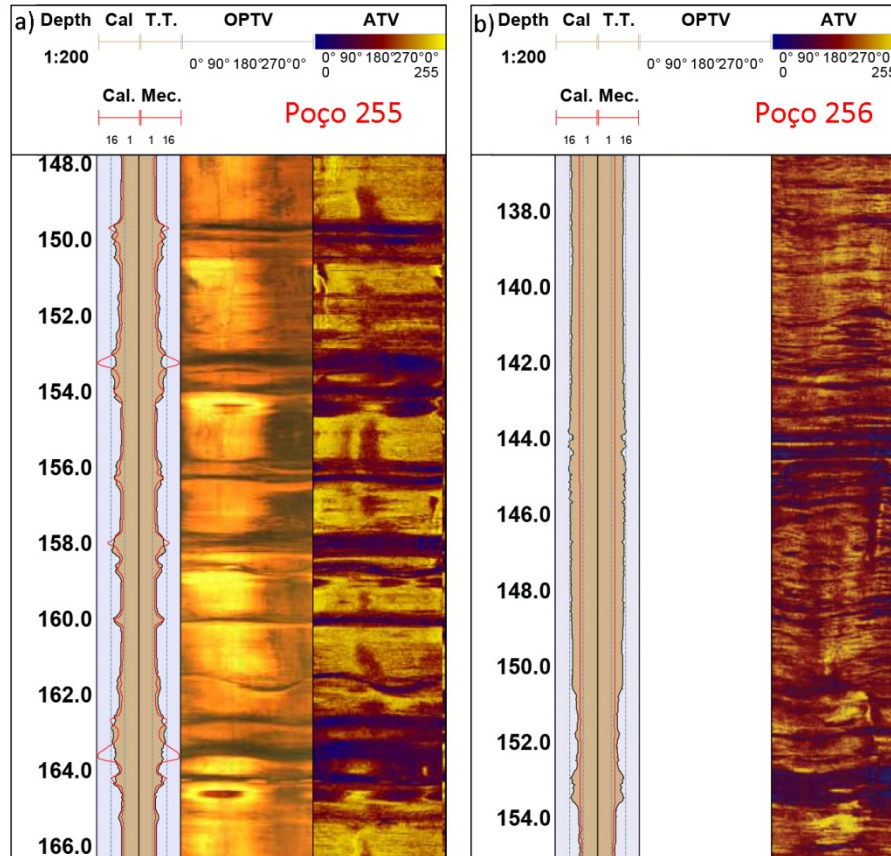 a) Depth Cal T.T. OPTV ATV
1:200 0° 90° 180°270°0° 0° 90° 180°270°0°
0 255
Cal. Mec.
Poço 255
16 1 1 16
148.0
150.0
152.0
154.0
156.0
158.0
160.0
162.0
164.0
166.0
b) Depth Cal T.T. OPTV ATV
1:200 0° 90° 180°270°0° 0° 90° 180°270°0°
0 255
Cal. Mec.
Poço 256
16 1 1 16
138.0
140.0
142.0
144.0
146.0
148.0
150.0
152.0
154.0